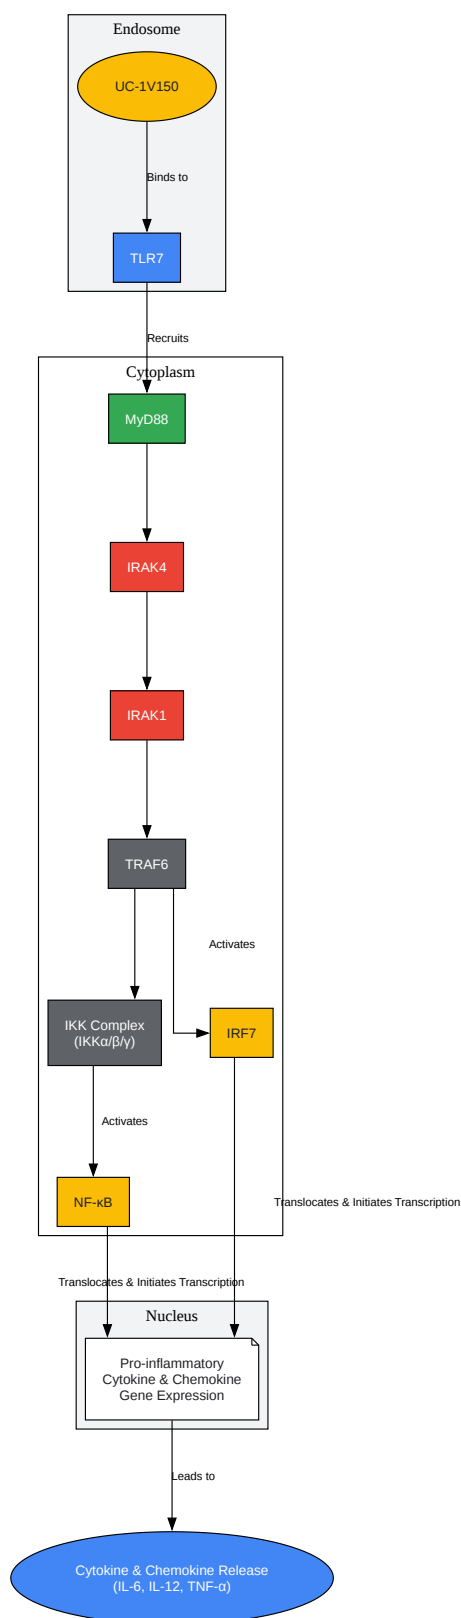 Endosome
UC-1V150
Binds to
TLR7
Recruits
Cytoplasm
MyD88
IRAK4
IRAK1
TRAF6
Activates
IKK Complex
(IKKα/β/γ)
IRF7
Activates
NF-κB
Translocates & Initiates Transcription
Translocates & Initiates Transcription
Nucleus
Pro-inflammatory
Cytokine & Chemokine
Gene Expression
Leads to
Cytokine & Chemokine Release
(IL-6, IL-12, TNF-α)